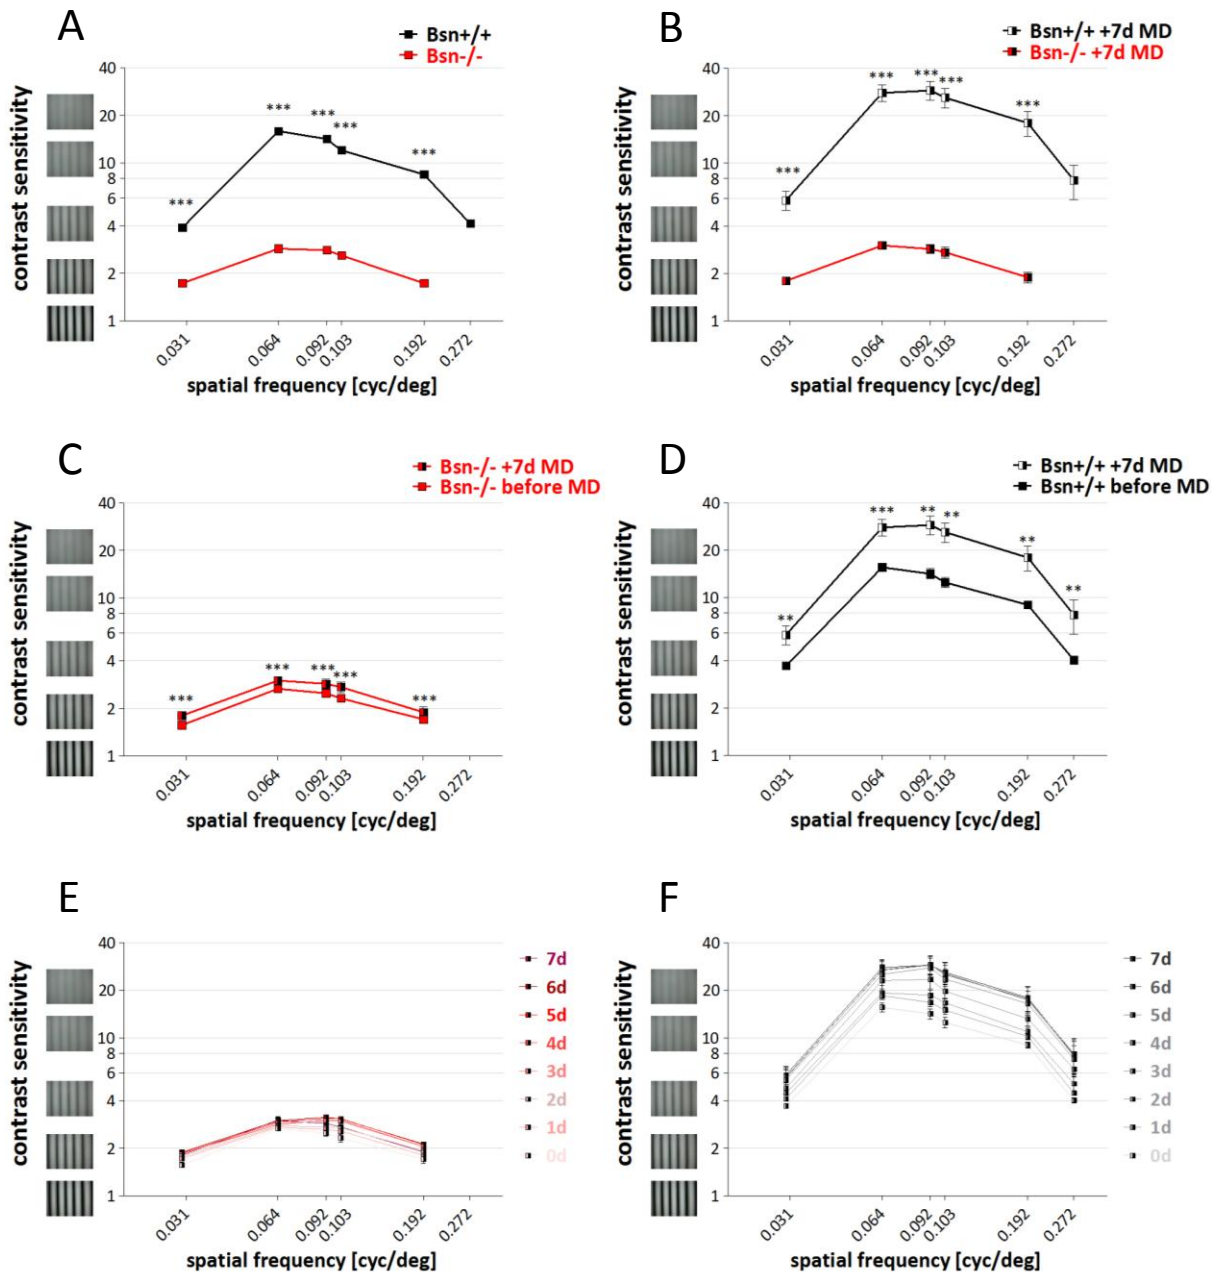 A
Bsn+/+
Bsn-/-
contrast sensitivity
40
20
10
8
6
4
2
1
***
***
***
***
***
0.031
0.064
0.092
0.103
0.192
0.272
spatial frequency [cyc/deg]
B
Bsn+/+ +7d MD
Bsn-/- +7d MD
contrast sensitivity
40
20
10
8
6
4
2
1
***
***
***
***
***
0.031
0.064
0.092
0.103
0.192
0.272
spatial frequency [cyc/deg]
C
Bsn-/- +7d MD
Bsn-/- before MD
contrast sensitivity
40
20
10
8
6
4
2
1
***
***
***
***
***
0.031
0.064
0.092
0.103
0.192
0.272
spatial frequency [cyc/deg]
D
Bsn+/+ +7d MD
Bsn+/+ before MD
contrast sensitivity
40
20
10
8
6
4
2
1
**
***
**
**
**
**
0.031
0.064
0.092
0.103
0.192
0.272
spatial frequency [cyc/deg]
E
contrast sensitivity
40
20
10
8
6
4
2
1
7d
6d
5d
4d
3d
2d
1d
0d
0.031
0.064
0.092
0.103
0.192
0.272
spatial frequency [cyc/deg]
F
contrast sensitivity
40
20
10
8
6
4
2
1
7d
6d
5d
4d
3d
2d
1d
0d
0.031
0.064
0.092
0.103
0.192
0.272
spatial frequency [cyc/deg]